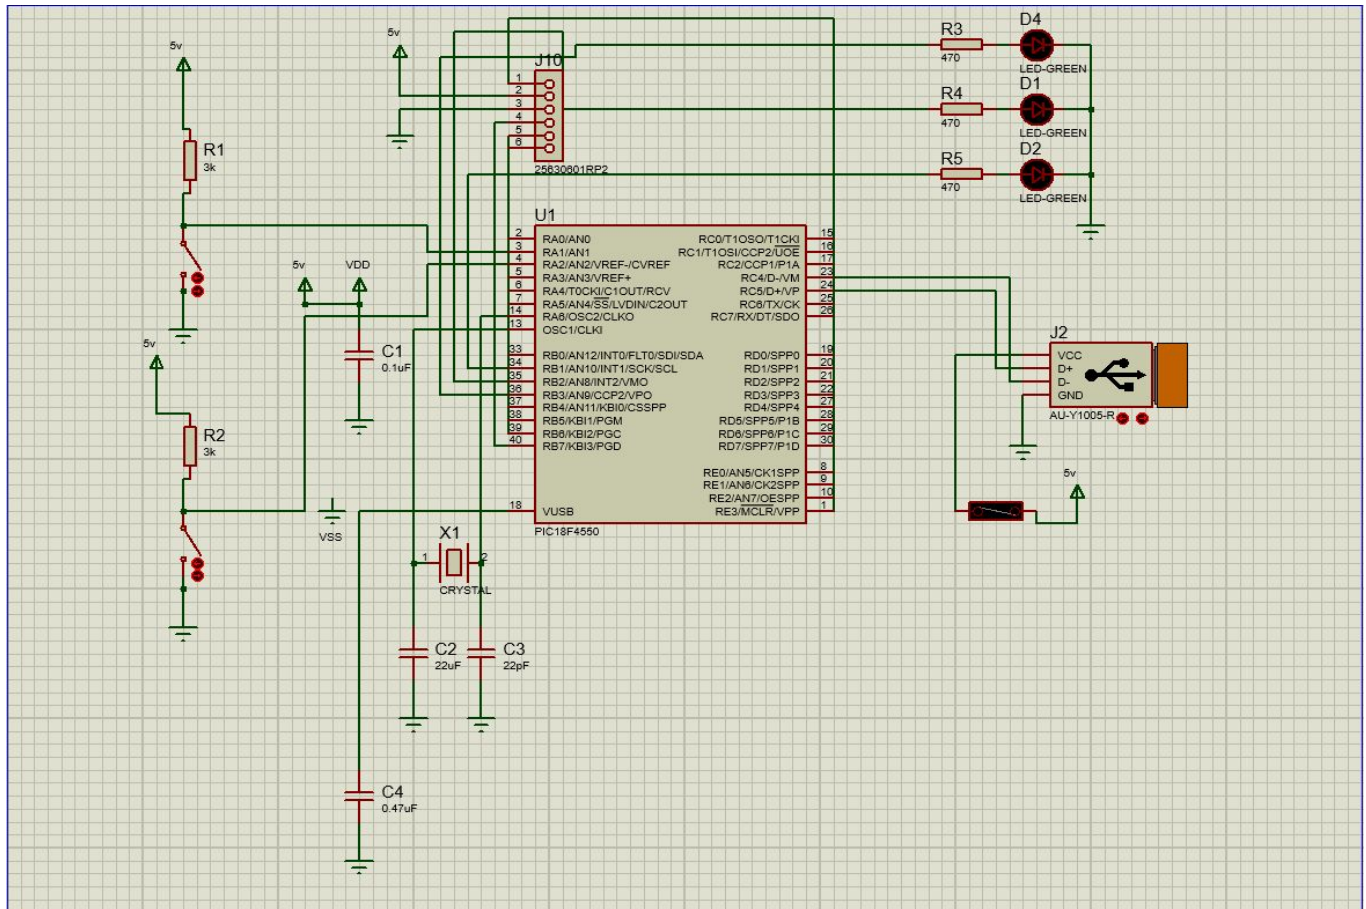 5v
R1
3k
5v
J10
1
2
3
4
5
6
25630601RP2
R3
470
D4
LED-GREEN
R4
470
D1
LED-GREEN
R5
470
D2
LED-GREEN
5v
VDD
C1
0.1uF
5v
R2
3k
VSS
U1
2 RA0/AN0
3 RA1/AN1
4 RA2/AN2/VREF-/CVREF
5 RA3/AN3/VREF+
6 RA4/T0CKI/C1OUT/RCV
7 RA5/AN4/SS/LVDIN/C2OUT
14 RA6/OSC2/CLKO
13 OSC1/CLKI
33 RB0/AN12/INT0/FLT0/SDI/SDA
34 RB1/AN10/INT1/SCK/SCL
35 RB2/AN8/INT2/VMO
36 RB3/AN9/CCP2/VPO
37 RB4/AN11/KBI0/CSSPP
38 RB5/KBI1/PGM
39 RB6/KBI2/PGC
40 RB7/KBI3/PGD
18 VUSB
RC0/T1OSO/T1CKI 15
RC1/T1OSI/CCP2/UOE 16
RC2/CCP1/P1A 17
RC4/D-/VM 23
RC5/D+/VP 24
RC6/TX/CK 25
RC7/RX/DT/SDO 26
RD0/SPP0 19
RD1/SPP1 20
RD2/SPP2 21
RD3/SPP3 22
RD4/SPP4 27
RD5/SPP5/P1B 28
RD6/SPP6/P1C 29
RD7/SPP7/P1D 30
RE0/AN5/CK1SPP 8
RE1/AN6/CK2SPP 9
RE2/AN7/OESPP 10
RE3/MCLR/VPP 1
PIC18F4550
J2
VCC
D+
D-
GND
AU-Y1005-R
5v
X1
1
2
CRYSTAL
C2
22uF
C3
22pF
C4
0.47uF